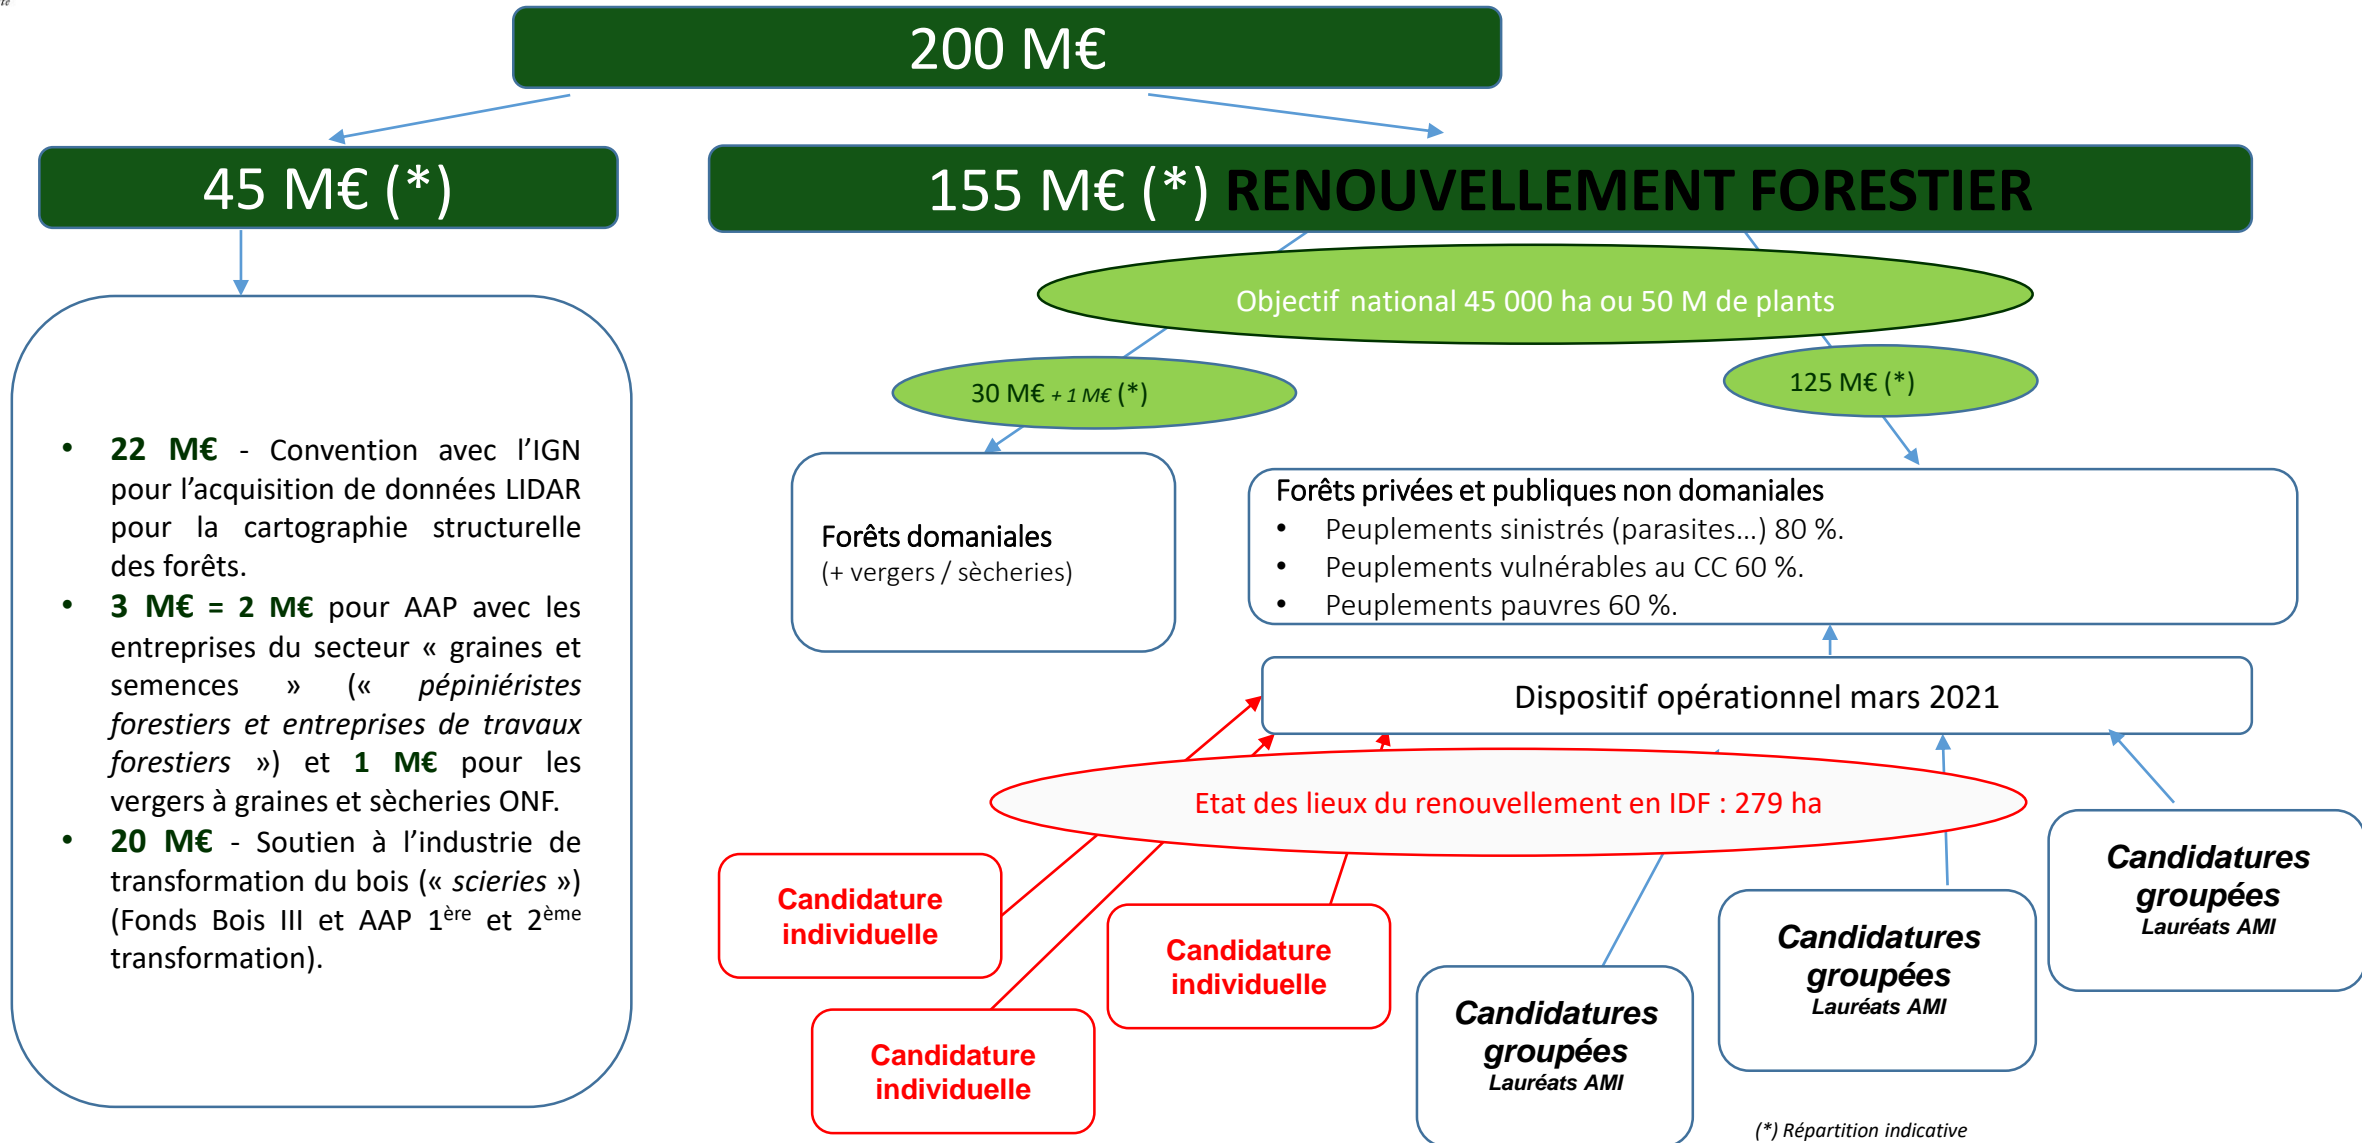 200 M€
45 M€ (*)
155 M€ (*) RENOUVELLEMENT FORESTIER
Objectif national 45 000 ha ou 50 M de plants
30 M€ + 1 M€ (*)
125 M€ (*)
• 22 M€ - Convention avec l’IGN
pour l’acquisition de données LIDAR
pour la cartographie structurelle
des forêts.
• 3 M€ = 2 M€ pour AAP avec les
entreprises du secteur « graines et
semences » (« pépiniéristes
forestiers et entreprises de travaux
forestiers ») et 1 M€ pour les
vergers à graines et sècheries ONF.
• 20 M€ - Soutien à l’industrie de
transformation du bois (« scieries »)
(Fonds Bois III et AAP 1ère et 2ème
transformation).
Forêts domaniales
(+ vergers / sècheries)
Forêts privées et publiques non domaniales
• Peuplements sinistrés (parasites…) 80 %.
• Peuplements vulnérables au CC 60 %.
• Peuplements pauvres 60 %.
Dispositif opérationnel mars 2021
Etat des lieux du renouvellement en IDF : 279 ha
Candidature
individuelle
Candidature
individuelle
Candidature
individuelle
Candidatures
groupées
Lauréats AMI
Candidatures
groupées
Lauréats AMI
Candidatures
groupées
Lauréats AMI
(*) Répartition indicative